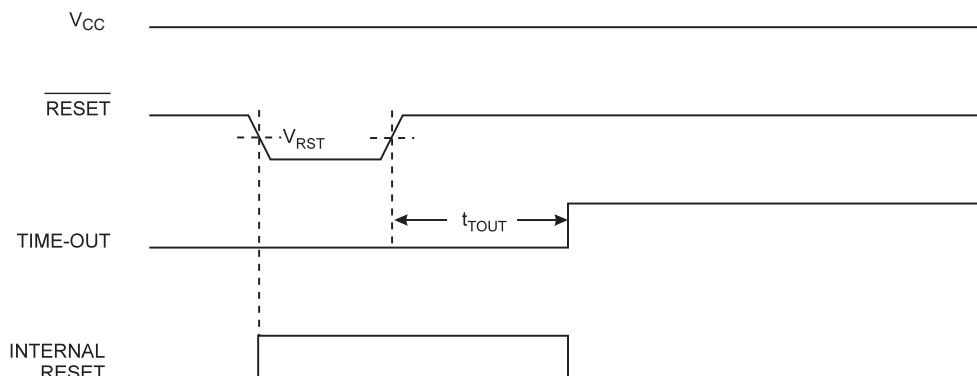 VCC
RESET
VRST
tTOUT
TIME-OUT
INTERNAL
RESET